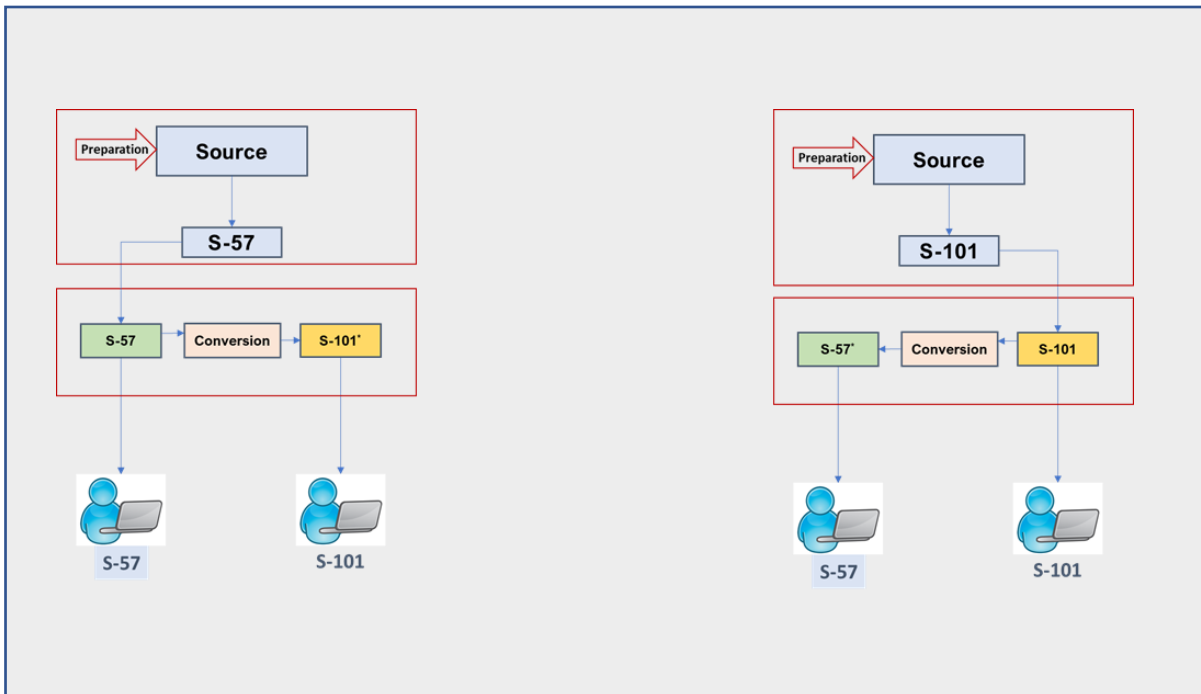 Preparation
Source
S-57
S-57
Conversion
S-101*
S-57
S-101
Preparation
Source
S-101
S-57*
Conversion
S-101
S-57
S-101